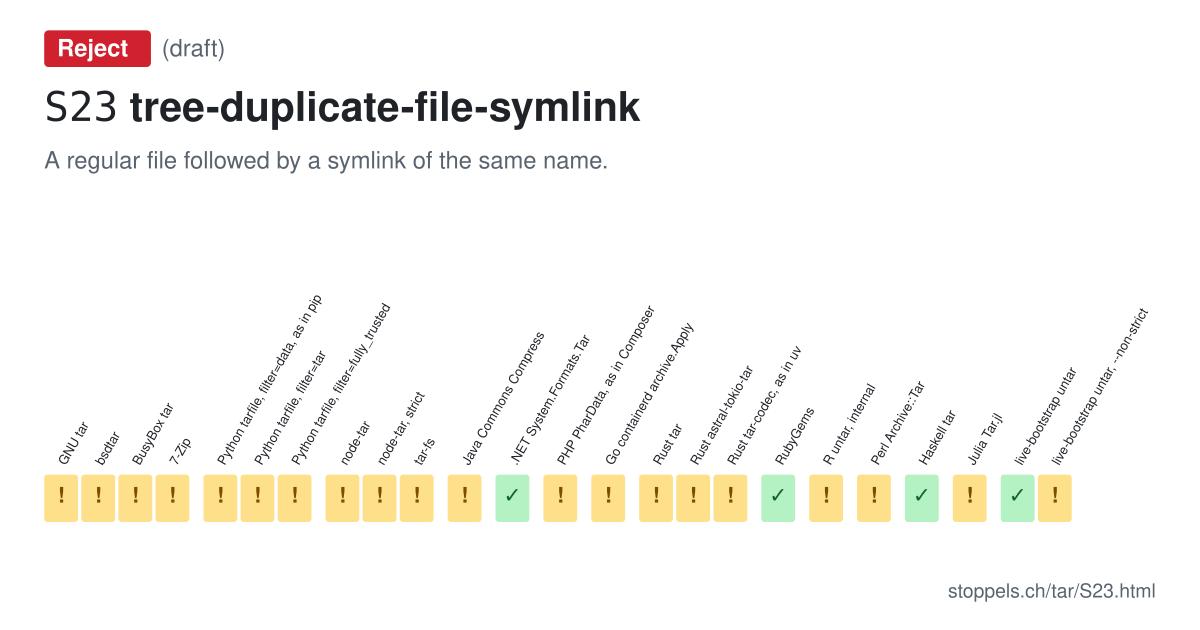 Reject (draft)
S23 tree-duplicate-file-symlink
A regular file followed by a symlink of the same name.
GNU tar
bsdtar
BusyBox tar
7-Zip
Python tarfile, filter=data, as in pip
Python tarfile, filter=tar
Python tarfile, filter=fully_trusted
node-tar
node-tar, strict
tar-fs
Java Commons Compress
.NET System.Formats.Tar
PHP PharData, as in Composer
Go containerd archive.Apply
Rust tar
Rust astral-tokio-tar
Rust tar-codec, as in uv
RubyGems
R untar, internal
Perl Archive::Tar
Haskell tar
Julia Tar.jl
live-bootstrap untar
live-bootstrap untar, --non-strict
! ! ! ! ! ! ! ! ! ! ! ✓ ! ! ! ! ! ✓ ! ! ✓ ! ✓ !
stoppels.ch/tar/S23.html